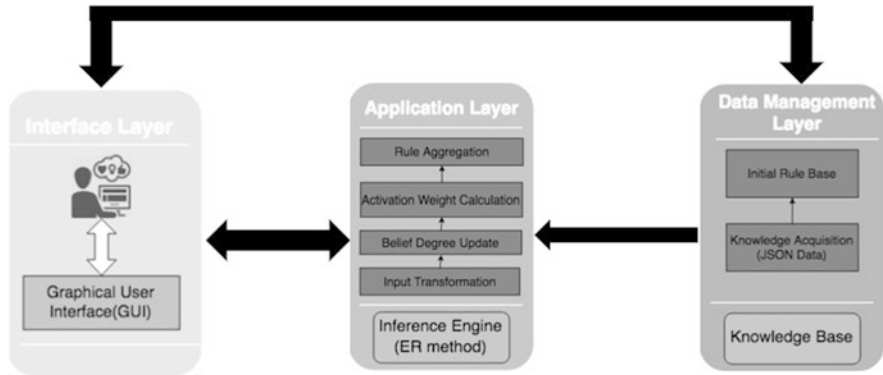 Interface Layer
Graphical User
Interface(GUI)
Application Layer
Rule Aggregation
Activation Weight Calculation
Belief Degree Update
Input Transformation
Inference Engine
(ER method)
Data Management
Layer
Initial Rule Base
Knowledge Acquisition
(JSON Data)
Knowledge Base